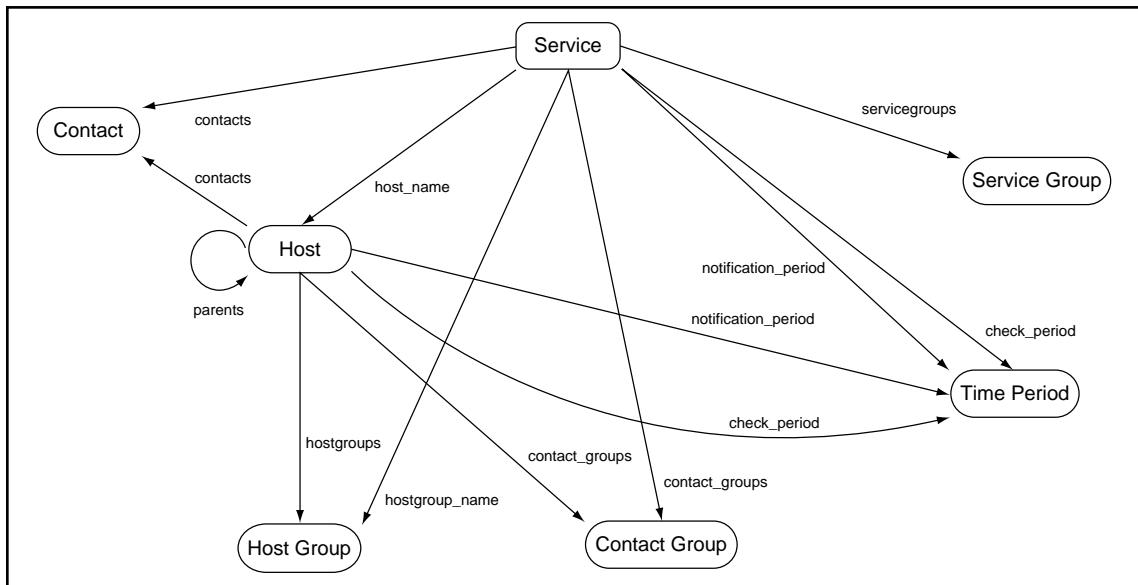 Service
servicegroups
contacts
Contact
contacts
Service Group
host_name
Host
notification_period
parents
notification_period
check_period
Time Period
check_period
hostgroups
contact_groups
contact_groups
hostgroup_name
Host Group
Contact Group